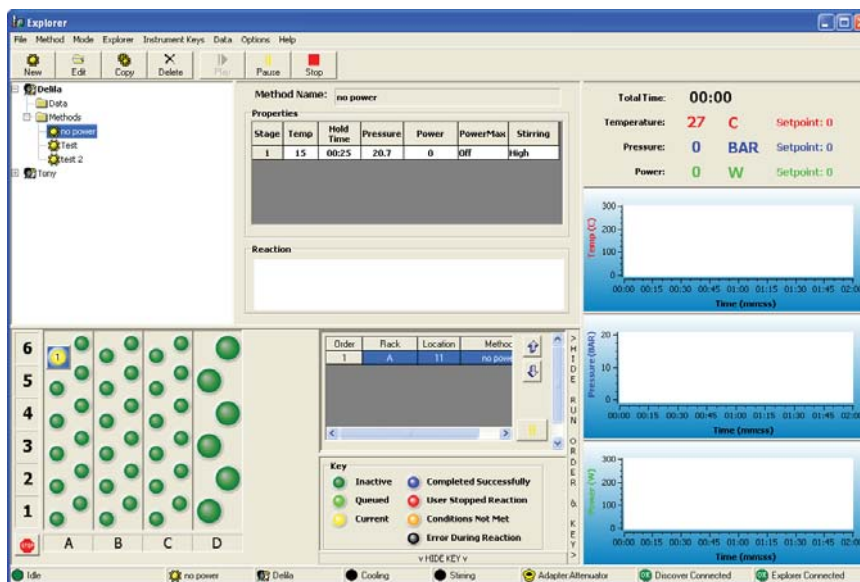 Explorer
File Method Mode Explorer Instrument Keys Data Options Help
New Edit Copy Delete Play Pause Stop
Delila
Data
Methods
no power
Test
test 2
Tony
Method Name: no power
Properties
Stage Temp Hold Time Pressure Power PowerMax Stirring
1 15 00:25 20.7 0 Off High
Reaction
Total Time: 00:00
Temperature: 27 C Setpoint: 0
Pressure: 0 BAR Setpoint: 0
Power: 0 W Setpoint: 0
Temp (C)
300
200
100
0
00:00 00:15 00:30 00:45 01:00 01:15 01:30 01:45 02:00
Time (mm:ss)
Pressure (BAR)
20
10
0
00:00 00:15 00:30 00:45 01:00 01:15 01:30 01:45 02:00
Time (mm:ss)
Power (W)
300
200
100
0
00:00 00:15 00:30 00:45 01:00 01:15 01:30 01:45 02:00
Time (mm:ss)
6
5
4
3
2
1
1
STOP
A B C D
Order Rack Location Method
1 A 11 no power
> HIDE RUN ORDER & KEY >
Key
Inactive Completed Successfully
Queued User Stopped Reaction
Current Conditions Not Met
Error During Reaction
v HIDE KEY v
Idle no power Delila Cooling Stirring Adapter:Attenuator OK Discover Connected OK Explorer Connected